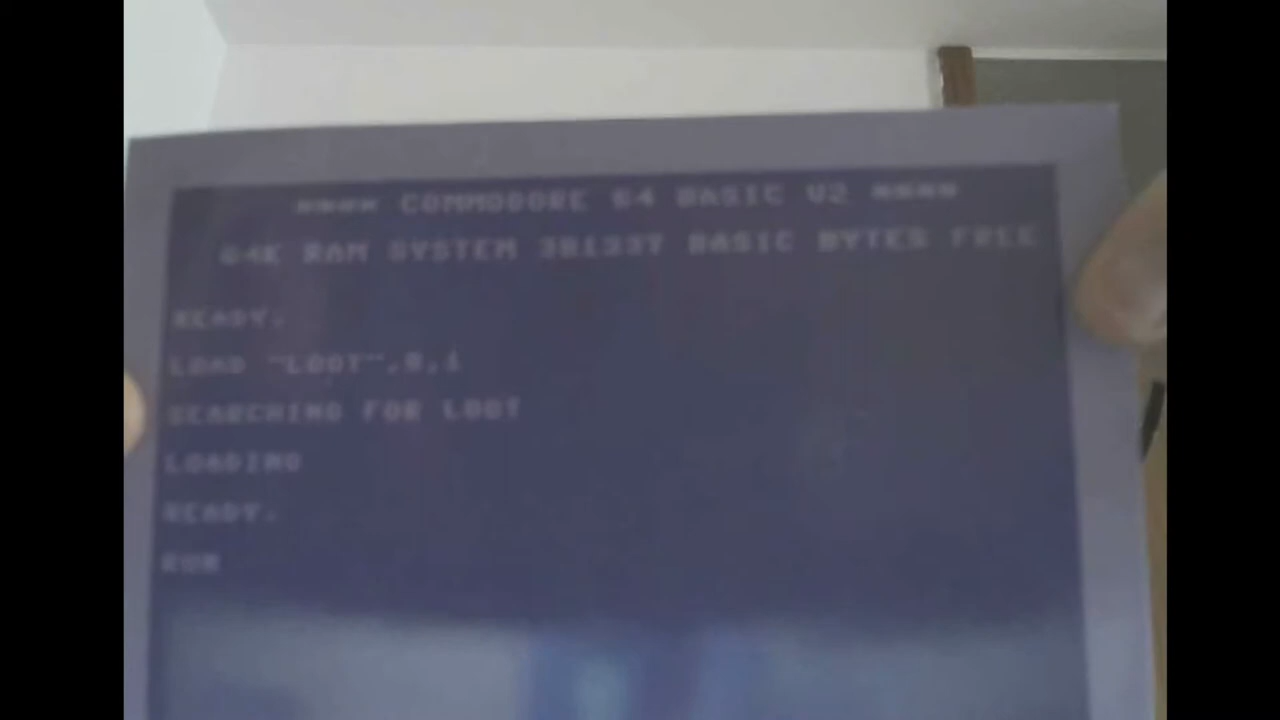 **** COMMODORE 64 BASIC V2 ****
64K RAM SYSTEM 381337 BASIC BYTES FREE
READY.
LOAD "LOOT",8,1
SEARCHING FOR LOOT
LOADING
READY.
RUN